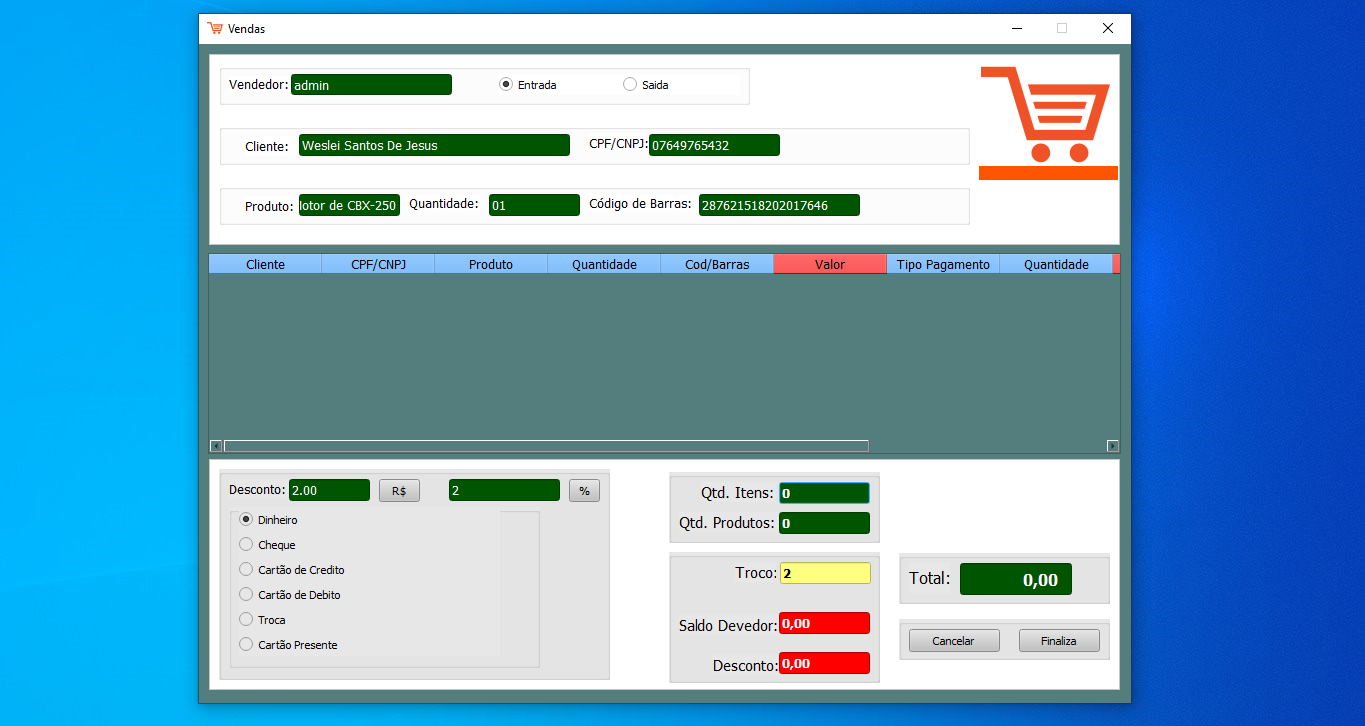 Vendas
Vendedor: admin Entrada Saida
Cliente: Weslei Santos De Jesus CPF/CNPJ: 07649765432
Produto: lotor de CBX-250 Quantidade: 01 Código de Barras: 287621518202017646
Cliente CPF/CNPJ Produto Quantidade Cod/Barras Valor Tipo Pagamento Quantidade
Desconto: 2.00 R$ 2 %
Dinheiro
Cheque
Cartão de Credito
Cartão de Debito
Troca
Cartão Presente
Qtd. Itens: 0
Qtd. Produtos: 0
Troco: 2
Saldo Devedor: 0,00
Desconto: 0,00
Total: 0,00
Cancelar Finaliza